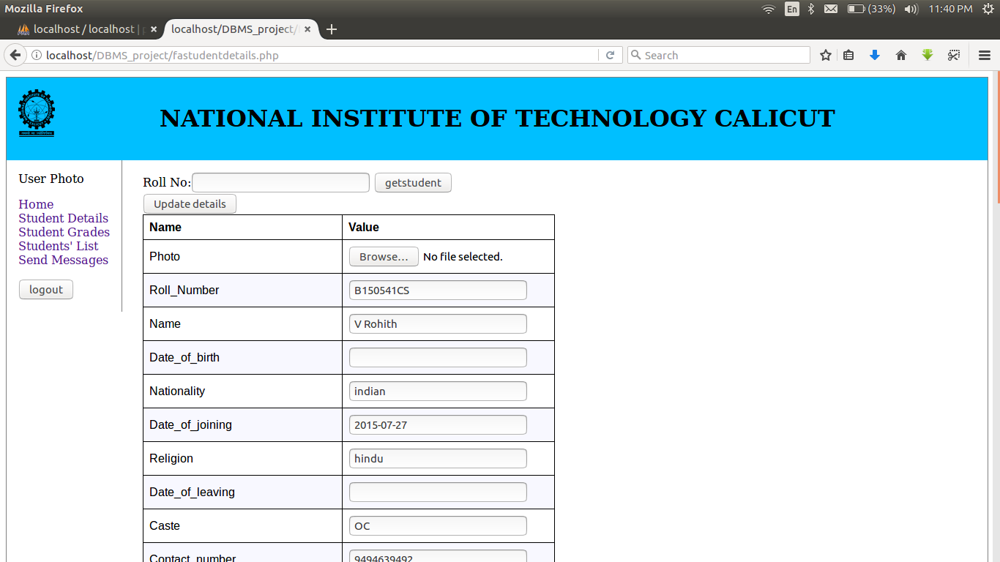 Mozilla Firefox En (33%) 11:40 PM
localhost / localhost | × localhost/DBMS_project/ × +
localhost/DBMS_project/fastudentdetails.php Search
NATIONAL INSTITUTE OF TECHNOLOGY CALICUT
User Photo
Home
Student Details
Student Grades
Students' List
Send Messages
logout
Roll No: getstudent
Update details
Name Value
Photo Browse... No file selected.
Roll_Number B150541CS
Name V Rohith
Date_of_birth
Nationality indian
Date_of_joining 2015-07-27
Religion hindu
Date_of_leaving
Caste OC
Contact_number 9494639492